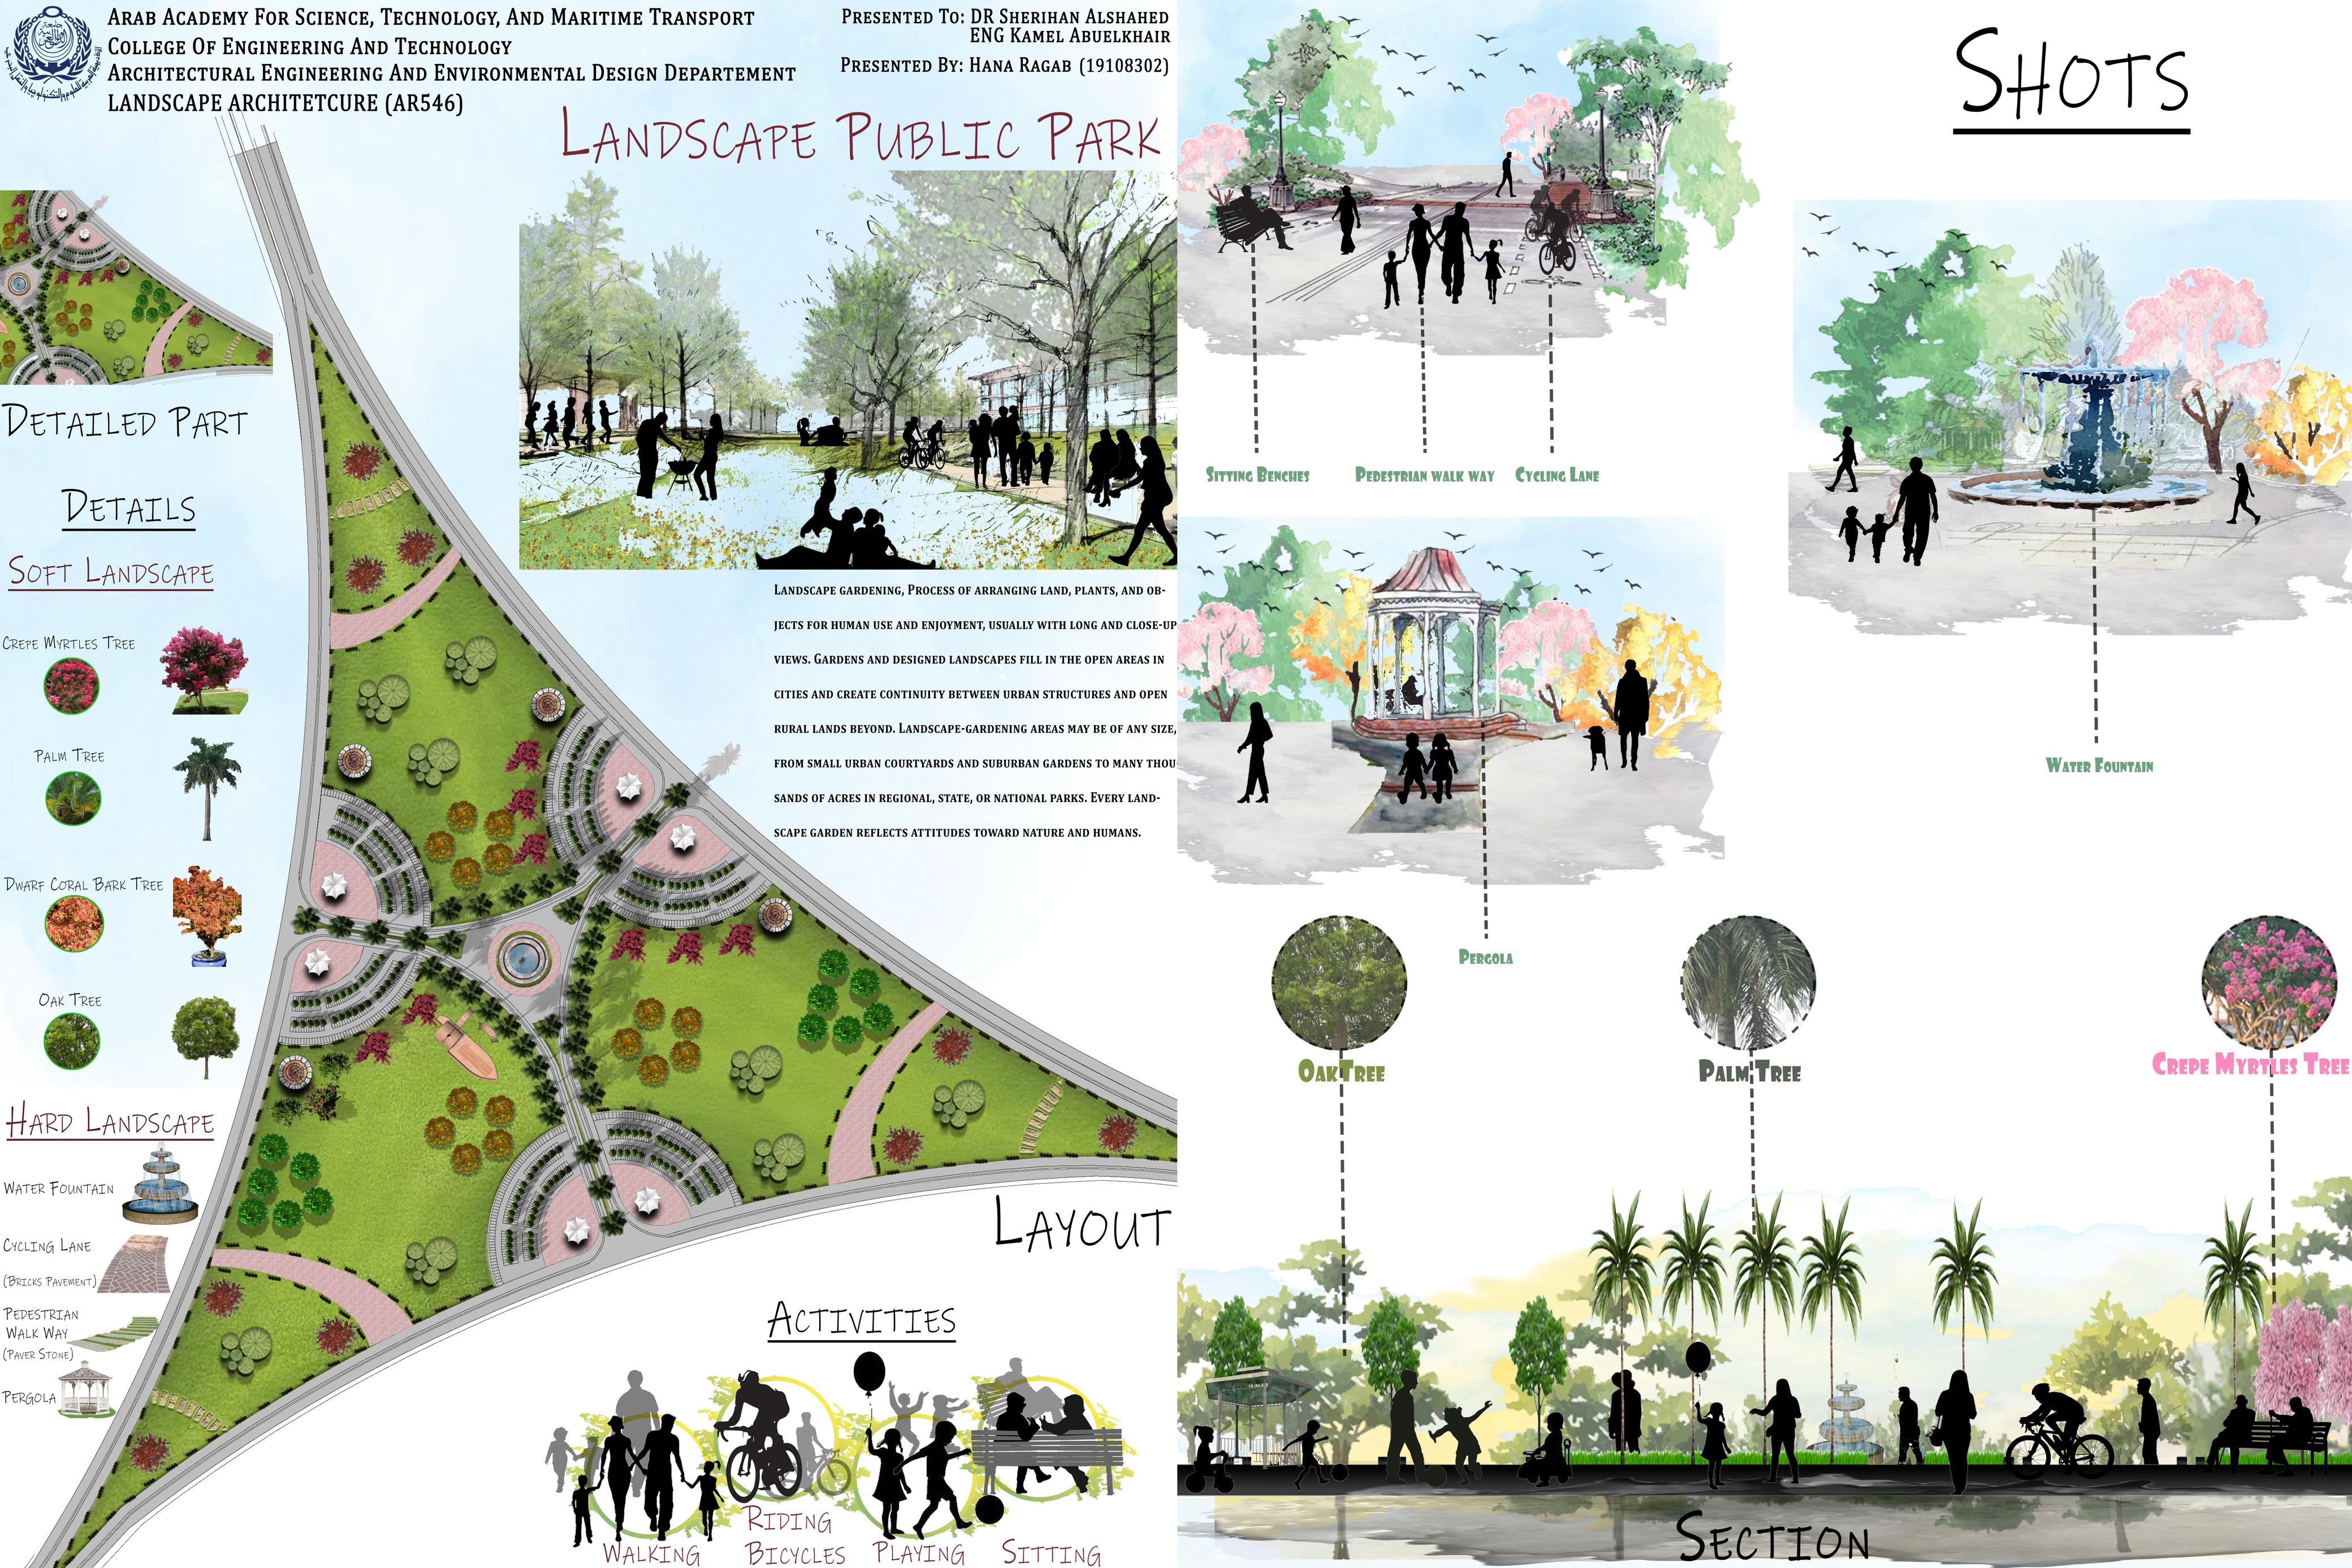 ARAB ACADEMY FOR SCIENCE, TECHNOLOGY, AND MARITIME TRANSPORT
COLLEGE OF ENGINEERING AND TECHNOLOGY
ARCHITECTURAL ENGINEERING AND ENVIRONMENTAL DESIGN DEPARTEMENT
LANDSCAPE ARCHITETCURE (AR546)
PRESENTED TO: DR SHERIHAN ALSHAHED
ENG KAMEL ABUELKHAIR
PRESENTED BY: HANA RAGAB (19108302)
LANDSCAPE PUBLIC PARK
DETAILED PART
DETAILS
SOFT LANDSCAPE
CREPE MYRTLES TREE
PALM TREE
DWARF CORAL BARK TREE
OAK TREE
HARD LANDSCAPE
WATER FOUNTAIN
CYCLING LANE
(BRICKS PAVEMENT)
PEDESTRIAN
WALK WAY
(PAVER STONE)
PERGOLA
LANDSCAPE GARDENING, PROCESS OF ARRANGING LAND, PLANTS, AND OB-
JECTS FOR HUMAN USE AND ENJOYMENT, USUALLY WITH LONG AND CLOSE-UP
VIEWS. GARDENS AND DESIGNED LANDSCAPES FILL IN THE OPEN AREAS IN
CITIES AND CREATE CONTINUITY BETWEEN URBAN STRUCTURES AND OPEN
RURAL LANDS BEYOND. LANDSCAPE-GARDENING AREAS MAY BE OF ANY SIZE,
FROM SMALL URBAN COURTYARDS AND SUBURBAN GARDENS TO MANY THOU-
SANDS OF ACRES IN REGIONAL, STATE, OR NATIONAL PARKS. EVERY LAND-
SCAPE GARDEN REFLECTS ATTITUDES TOWARD NATURE AND HUMANS.
LAYOUT
ACTIVITIES
WALKING
RIDING
BICYCLES
PLAYING
SITTING
SHOTS
SITTING BENCHES
PEDESTRIAN WALK WAY
CYCLING LANE
WATER FOUNTAIN
PERGOLA
OAK TREE
PALM TREE
CREPE MYRTLES TREE
SECTION